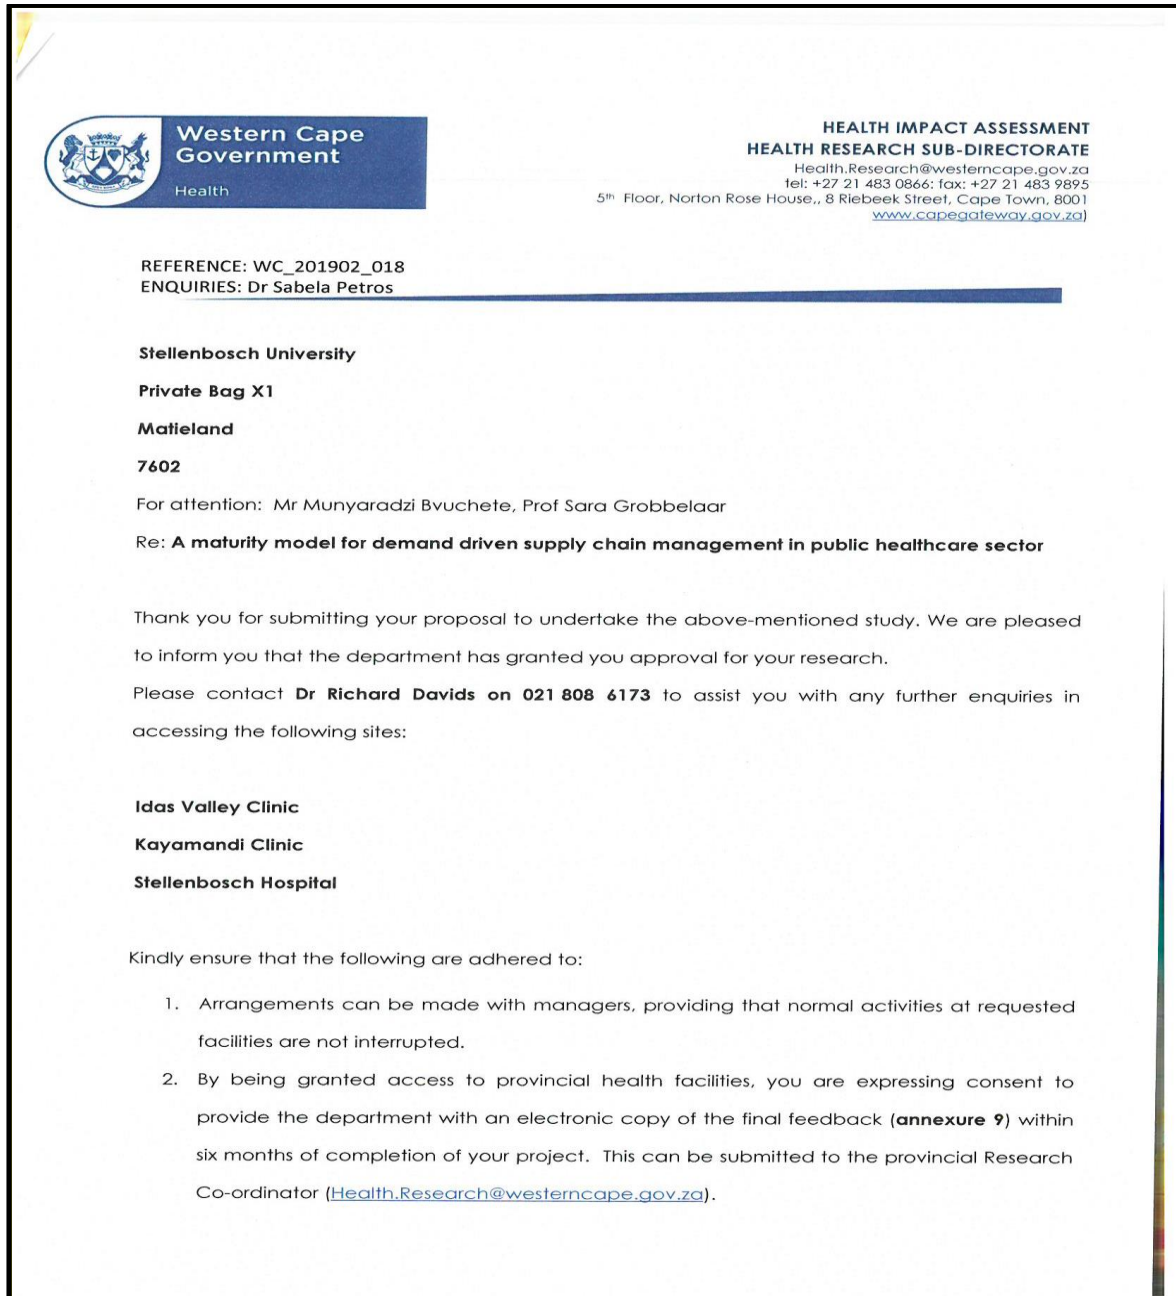 Western Cape
Government
Health
HEALTH IMPACT ASSESSMENT
HEALTH RESEARCH SUB-DIRECTORATE
Health.Research@westerncape.gov.za
tel: +27 21 483 0866: fax: +27 21 483 9895
5th Floor, Norton Rose House,, 8 Riebeek Street, Cape Town, 8001
www.capegateway.gov.za)
REFERENCE: WC_201902_018
ENQUIRIES: Dr Sabela Petros
Stellenbosch University
Private Bag X1
Matieland
7602
For attention: Mr Munyaradzi Bvuchete, Prof Sara Grobbelaar
Re: A maturity model for demand driven supply chain management in public healthcare sector
Thank you for submitting your proposal to undertake the above-mentioned study. We are pleased
to inform you that the department has granted you approval for your research.
Please contact Dr Richard Davids on 021 808 6173 to assist you with any further enquiries in
accessing the following sites:
Idas Valley Clinic
Kayamandi Clinic
Stellenbosch Hospital
Kindly ensure that the following are adhered to:
1. Arrangements can be made with managers, providing that normal activities at requested
facilities are not interrupted.
2. By being granted access to provincial health facilities, you are expressing consent to
provide the department with an electronic copy of the final feedback (annexure 9) within
six months of completion of your project. This can be submitted to the provincial Research
Co-ordinator (Health.Research@westerncape.gov.za).